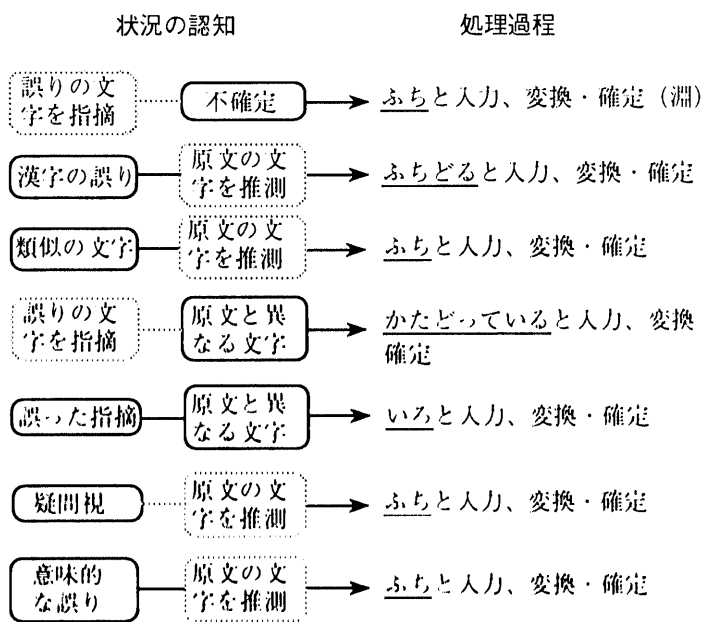 状況の認知　処理過程
誤りの文
字を指摘
不確定
ふちと入力、変換・確定（淵）
漢字の誤り
原文の文
字を推測
ふちどると入力、変換・確定
類似の文字
原文の文
字を推測
ふちと入力、変換・確定
誤りの文
字を指摘
原文と異
なる文字
かたどっていると入力、変換
確定
誤った指摘
原文と異
なる文字
いろと入力、変換・確定
疑問視
原文の文
字を推測
ふちと入力、変換・確定
意味的
な誤り
原文の文
字を推測
ふちと入力、変換・確定